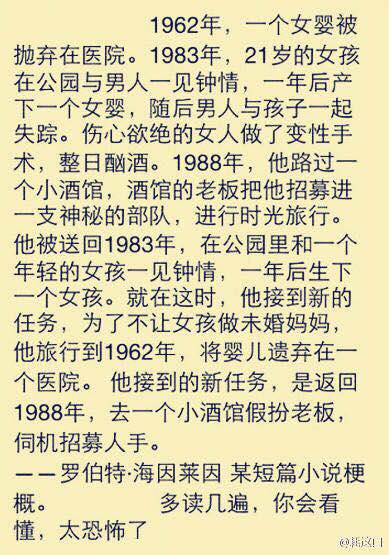 1962年，一个女婴被
抛弃在医院。1983年，21岁的女孩
在公园与男人一见钟情，一年后产
下一个女婴，随后男人与孩子一起
失踪。伤心欲绝的女人做了变性手
术，整日酗酒。1988年，他路过一
个小酒馆，酒馆的老板把他招募进
一支神秘的部队，进行时光旅行。
他被送回1983年，在公园里和一个
年轻的女孩一见钟情，一年后生下
一个女孩。就在这时，他接到新的
任务，为了不让女孩做未婚妈妈，
他旅行到1962年，将婴儿遗弃在一
个医院。 他接到的新任务，是返回
1988年，去一个小酒馆假扮老板，
伺机招募人手。
——罗伯特·海因莱因 某短篇小说梗
概。 多读几遍，你会看
懂，太恐怖了